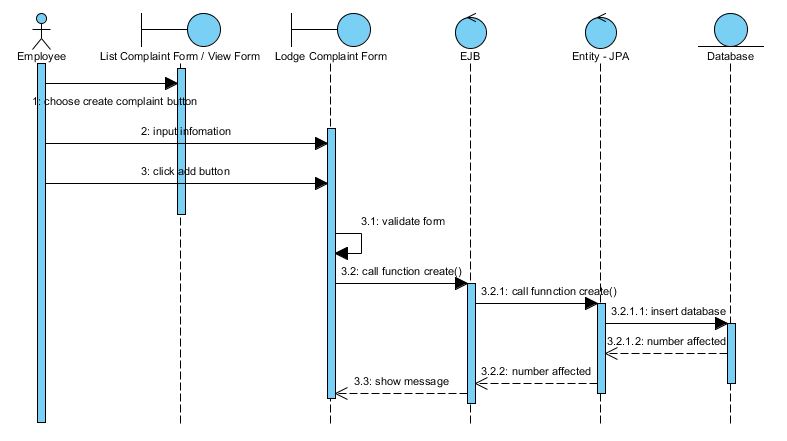 Employee
List Complaint Form / View Form
Lodge Complaint Form
EJB
Entity - JPA
Database
1: choose create complaint button
2: input infomation
3: click add button
3.1: validate form
3.2: call function create()
3.2.1: call funnction create()
3.2.1.1: insert database
3.2.1.2: number affected
3.2.2: number affected
3.3: show message